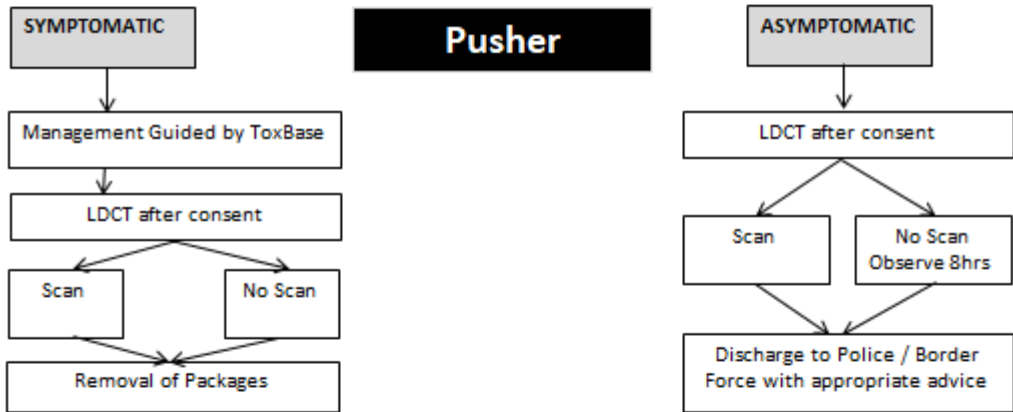 SYMPTOMATIC
Pusher
ASYMPTOMATIC
Management Guided by ToxBase
LDCT after consent
LDCT after consent
Scan
No Scan
Scan
No Scan
Observe 8hrs
Removal of Packages
Discharge to Police / Border
Force with appropriate advice